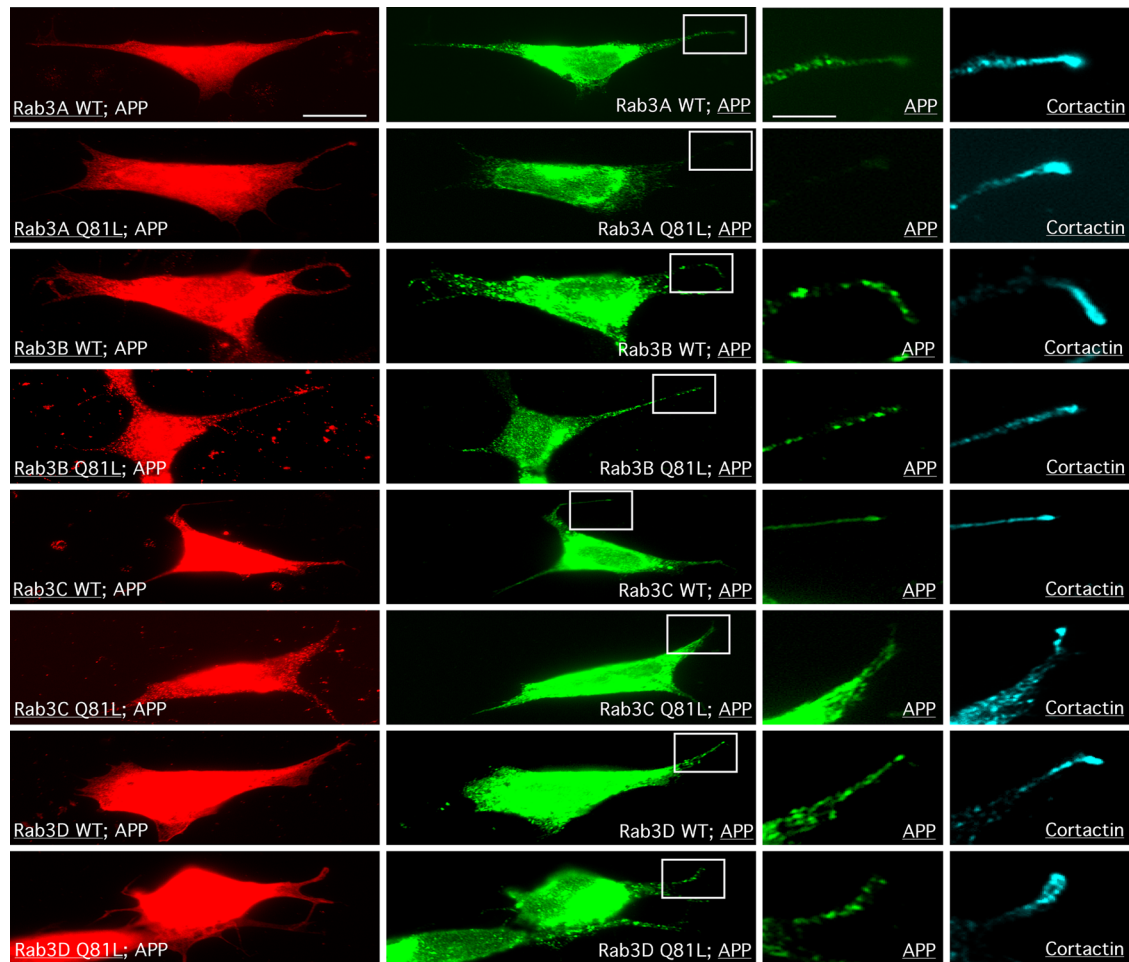 Rab3A WT; APP
Rab3A WT; APP
APP
Cortactin
Rab3A Q81L; APP
Rab3A Q81L; APP
APP
Cortactin
Rab3B WT; APP
Rab3B WT; APP
APP
Cortactin
Rab3B Q81L; APP
Rab3B Q81L; APP
APP
Cortactin
Rab3C WT; APP
Rab3C WT; APP
APP
Cortactin
Rab3C Q81L; APP
Rab3C Q81L; APP
APP
Cortactin
Rab3D WT; APP
Rab3D WT; APP
APP
Cortactin
Rab3D Q81L; APP
Rab3D Q81L; APP
APP
Cortactin